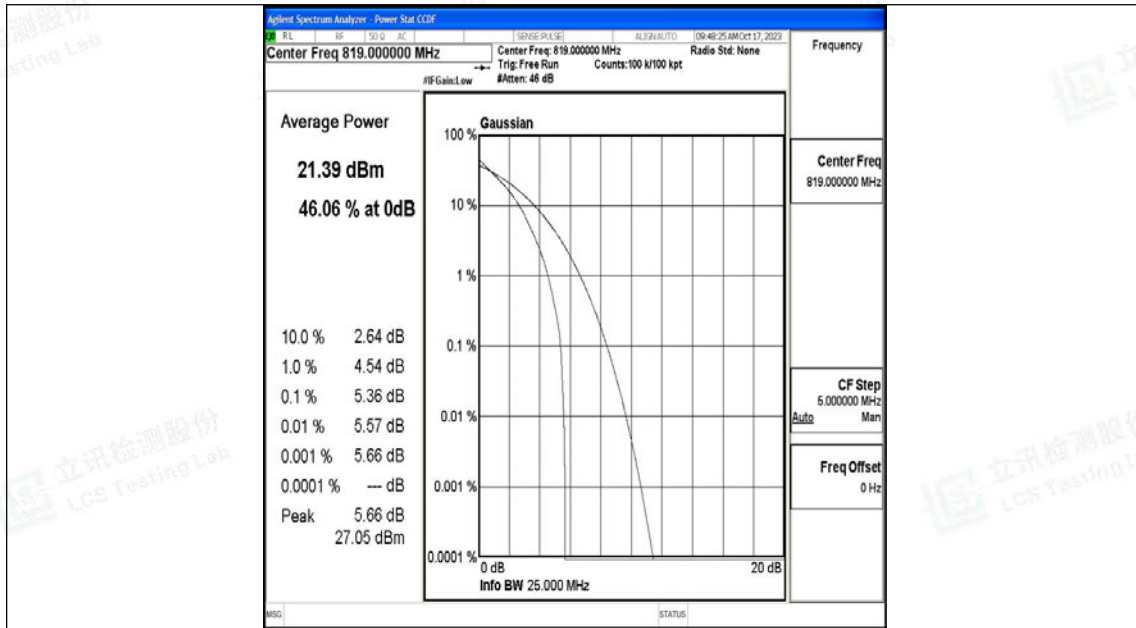 Agilent Spectrum Analyzer - Power Stat CCDF
RL RF 50 Ω AC SENSE:PULSE ALIGNAUTO 09:48:25 AM Oct 17, 2023
Center Freq 819.000000 MHz
Center Freq: 819.000000 MHz Radio Std: None
Trig: Free Run Counts:100 k/100 kpt
#IFGain:Low #Atten: 46 dB
Frequency
Average Power
21.39 dBm
46.06 % at 0dB
10.0 % 2.64 dB
1.0 % 4.54 dB
0.1 % 5.36 dB
0.01 % 5.57 dB
0.001 % 5.66 dB
0.0001 % --- dB
Peak 5.66 dB
27.05 dBm
Gaussian
100 %
10 %
1 %
0.1 %
0.01 %
0.001 %
0.0001 %
0 dB 20 dB
Info BW 25.000 MHz
Center Freq
819.000000 MHz
CF Step
5.000000 MHz
Auto Man
Freq Offset
0 Hz
MSG STATUS
立讯检测股份
LCS Testing Lab
立讯检测股份
LCS Testing L